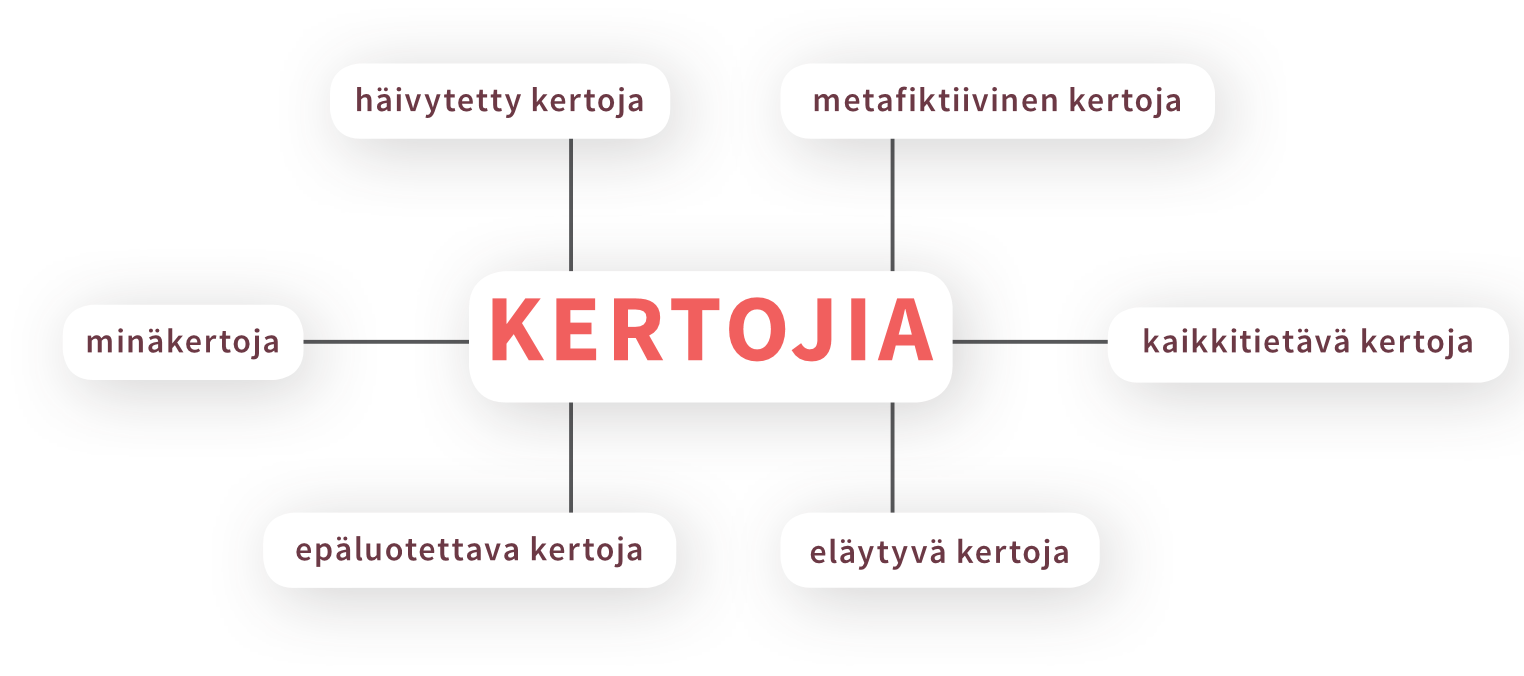 häivytetty kertoja
metafiktiivinen kertoja
KERTOJIA
minäkertoja
kaikkitietävä kertoja
epäluotettava kertoja
eläytyvä kertoja